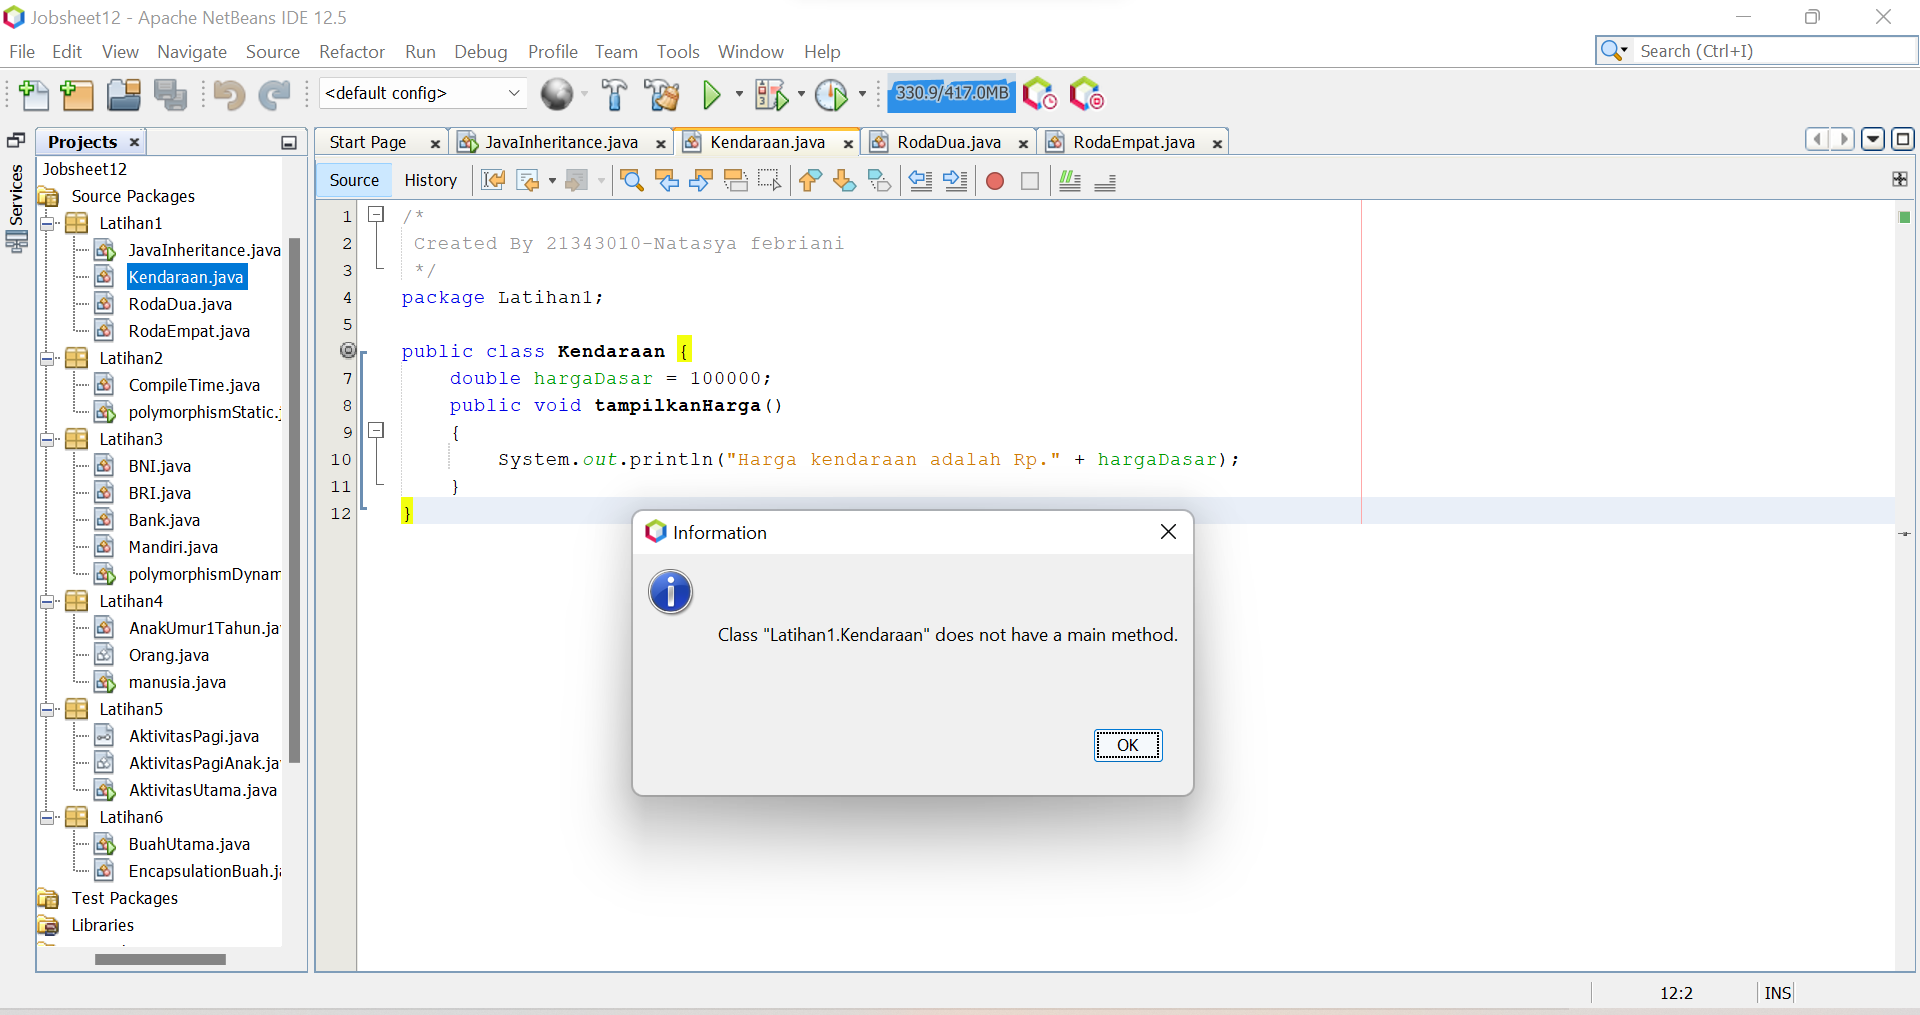 Jobsheet12 - Apache NetBeans IDE 12.5
File Edit View Navigate Source Refactor Run Debug Profile Team Tools Window Help
Search (Ctrl+I)
<default config>
330.9/417.0MB
Projects
Start Page JavaInheritance.java Kendaraan.java RodaDua.java RodaEmpat.java
Services
Source History
Jobsheet12
Source Packages
Latihan1
JavaInheritance.java
Kendaraan.java
RodaDua.java
RodaEmpat.java
Latihan2
CompileTime.java
polymorphismStatic.j
Latihan3
BNI.java
BRI.java
Bank.java
Mandiri.java
polymorphismDynam
Latihan4
AnakUmur1Tahun.ja
Orang.java
manusia.java
Latihan5
AktivitasPagi.java
AktivitasPagiAnak.ja
AktivitasUtama.java
Latihan6
BuahUtama.java
EncapsulationBuah.ja
Test Packages
Libraries
1 /*
2 Created By 21343010-Natasya febriani
3 */
4 package Latihan1;
5
public class Kendaraan {
7 double hargaDasar = 100000;
8 public void tampilkanHarga()
9 {
10 System.out.println("Harga kendaraan adalah Rp." + hargaDasar);
11 }
12 }
Information
Class "Latihan1.Kendaraan" does not have a main method.
OK
12:2 INS